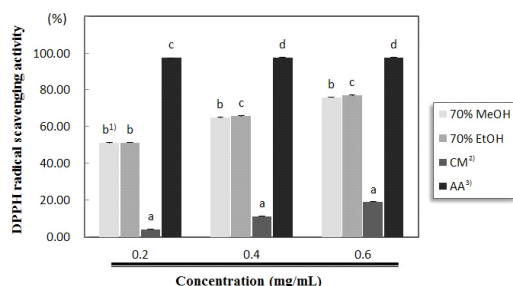 (%)
DPPH radical scavenging activity
100.00
80.00
60.00
40.00
20.00
0.00
b1) b a c
b c a d
b c a d
0.2 0.4 0.6
Concentration (mg/mL)
70% MeOH
70% EtOH
CM2)
AA3)